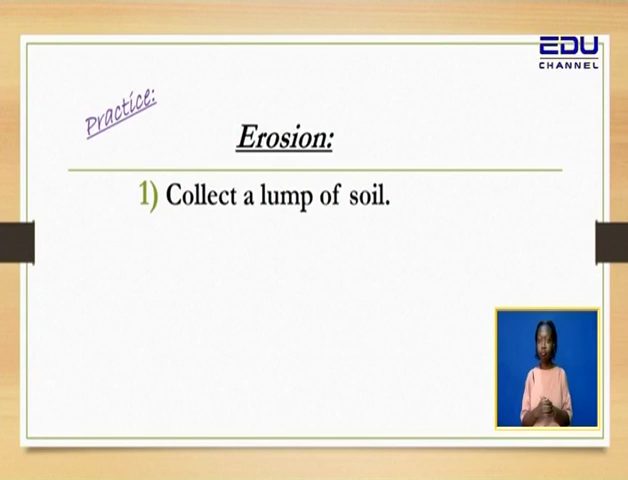 EDU
CHANNEL
Practice:
Erosion:
1) Collect a lump of soil.